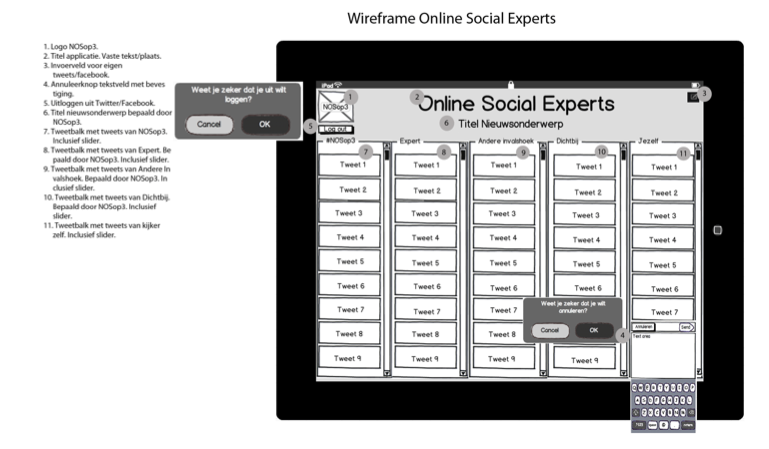 Wireframe Online Social Experts
1. Logo NOSop3.
2. Titel applicatie. Vaste tekst/plaats.
3. Invoerveld voor eigen
tweets/facebook.
4. Annuleerknop tekstveld met beves
tiging.
5. Uitloggen uit Twitter/Facebook.
6. Titel nieuwsonderwerp bepaald door
NOSop3.
7. Tweetbalk met tweets van NOSop3.
Inclusief slider.
8. Tweetbalk met tweets van Expert. Be
paald door NOSop3. Inclusief slider.
9. Tweetbalk met tweets van Andere In
valshoek. Bepaald door NOSop3. In
clusief slider.
10. Tweetbalk met tweets van Dichtbij.
Bepaald door NOSop3. Inclusief
slider.
11. Tweetbalk met tweets van kijker
zelf. Inclusief slider.
Weet je zeker dat je uit wilt
loggen?
Cancel OK
iPad
NOSop3
1
2
Online Social Experts
3
5
Log out
6
Titel Nieuwsonderwerp
#NOSop3 Expert Andere invalshoek Dichtbij Jezelf
7 8 9 10 11
Tweet 1 Tweet 1 Tweet 1 Tweet 1 Tweet 1
Tweet 2 Tweet 2 Tweet 2 Tweet 2 Tweet 2
Tweet 3 Tweet 3 Tweet 3 Tweet 3 Tweet 3
Tweet 4 Tweet 4 Tweet 4 Tweet 4 Tweet 4
Tweet 5 Tweet 5 Tweet 5 Tweet 5 Tweet 5
Tweet 6 Tweet 6 Tweet 6 Tweet 6 Tweet 6
Tweet 7 Tweet 7 Tweet 7 Tweet 7
Weet je zeker dat je wilt
annuleren?
Cancel OK
4
Annuleren Send
Text area
Tweet 8 Tweet 8 Tweet 8
Tweet 9 Tweet 9 Tweet 9 Tweet 9